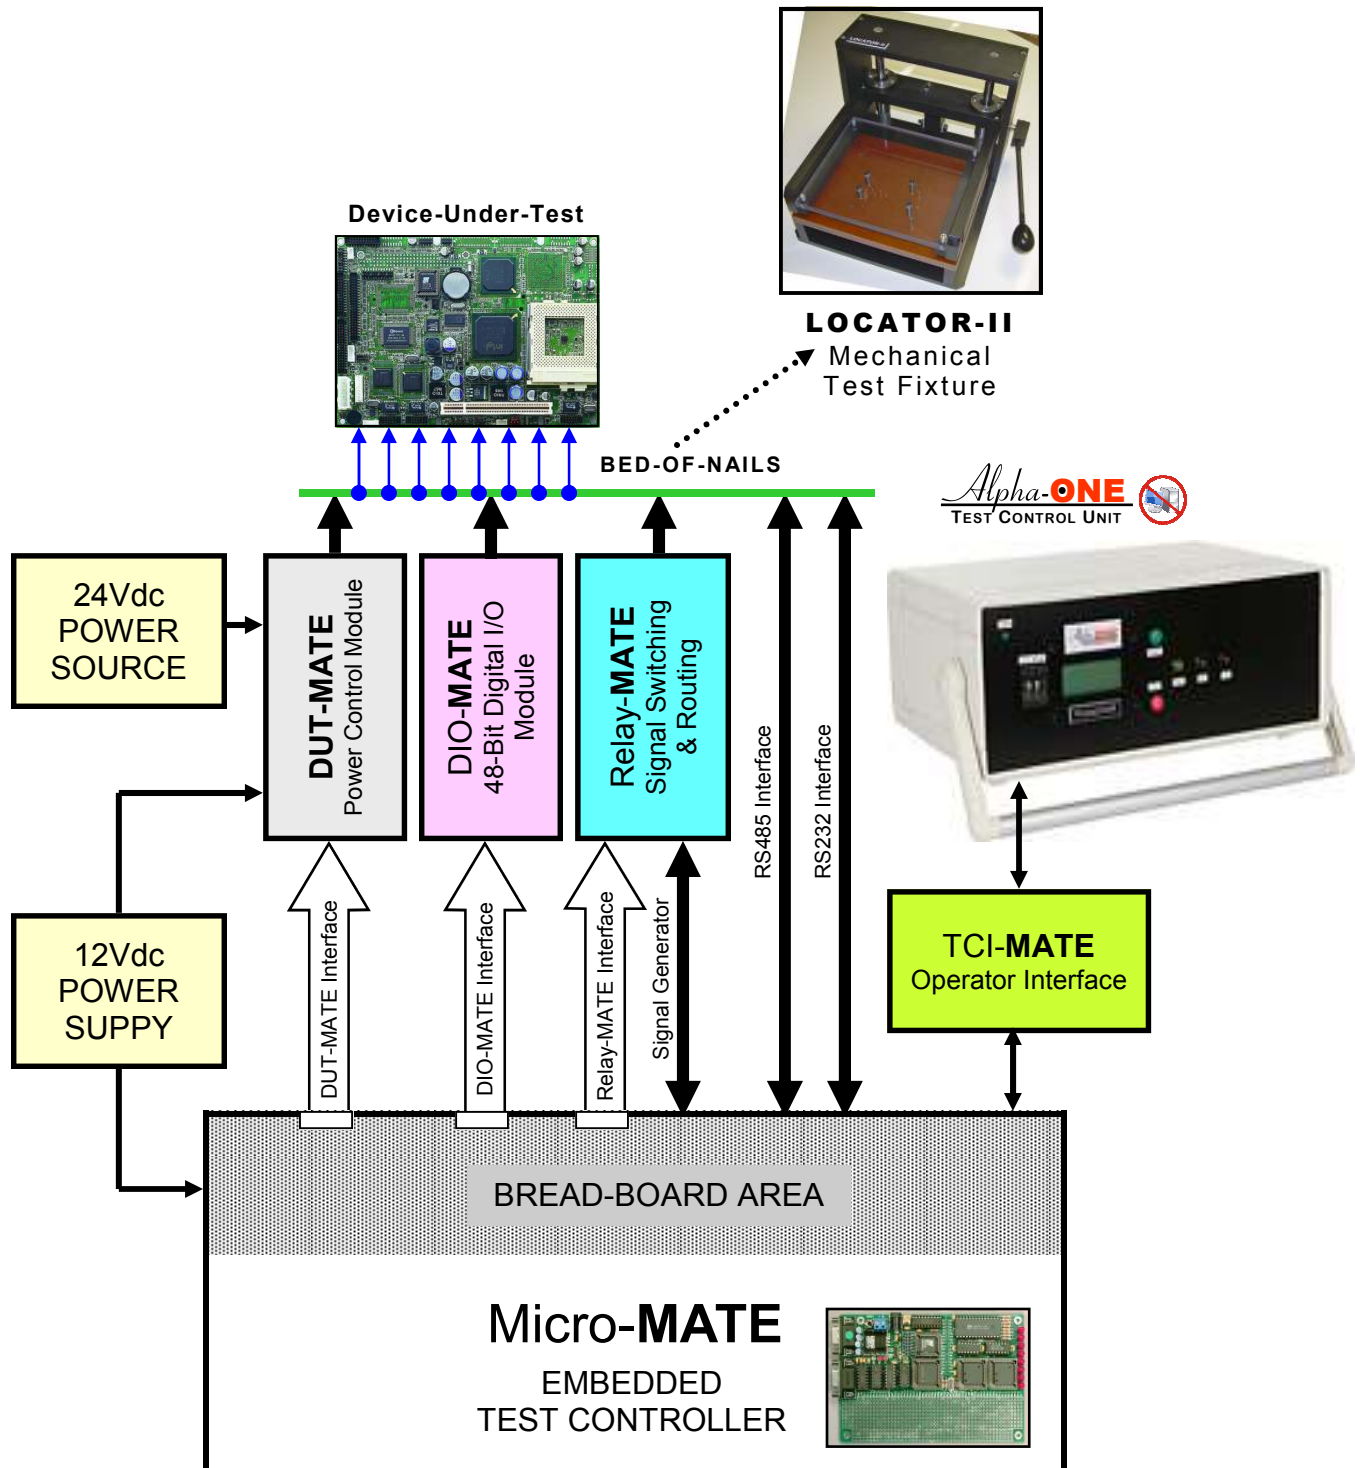 LOCATOR-II
Device-Under-Test
LOCATOR-II
Mechanical
Test Fixture
BED-OF-NAILS
Alpha-ONE
TEST CONTROL UNIT
24Vdc
POWER
SOURCE
DUT-MATE
Power Control Module
DIO-MATE
48-Bit Digital I/O
Module
Relay-MATE
Signal Switching
& Routing
RS485 Interface
RS232 Interface
12Vdc
POWER
SUPPY
DUT-MATE Interface
DIO-MATE Interface
Relay-MATE Interface
Signal Generator
TCI-MATE
Operator Interface
BREAD-BOARD AREA
Micro-MATE
EMBEDDED
TEST CONTROLLER